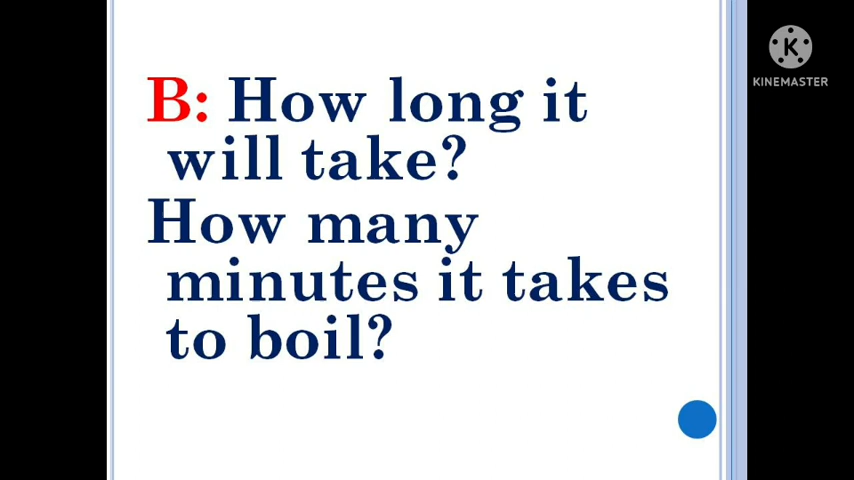 B: How long it
will take?
How many
minutes it takes
to boil?
K
KINEMASTER